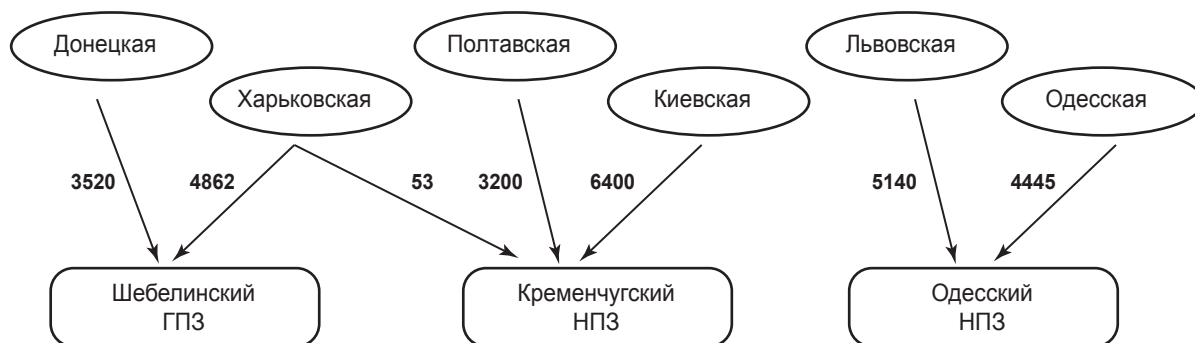 Донецкая
Полтавская
Львовская
Харьковская
Киевская
Одесская
3520
4862
53
3200
6400
5140
4445
Шебелинский
ГПЗ
Кременчугский
НПЗ
Одесский
НПЗ